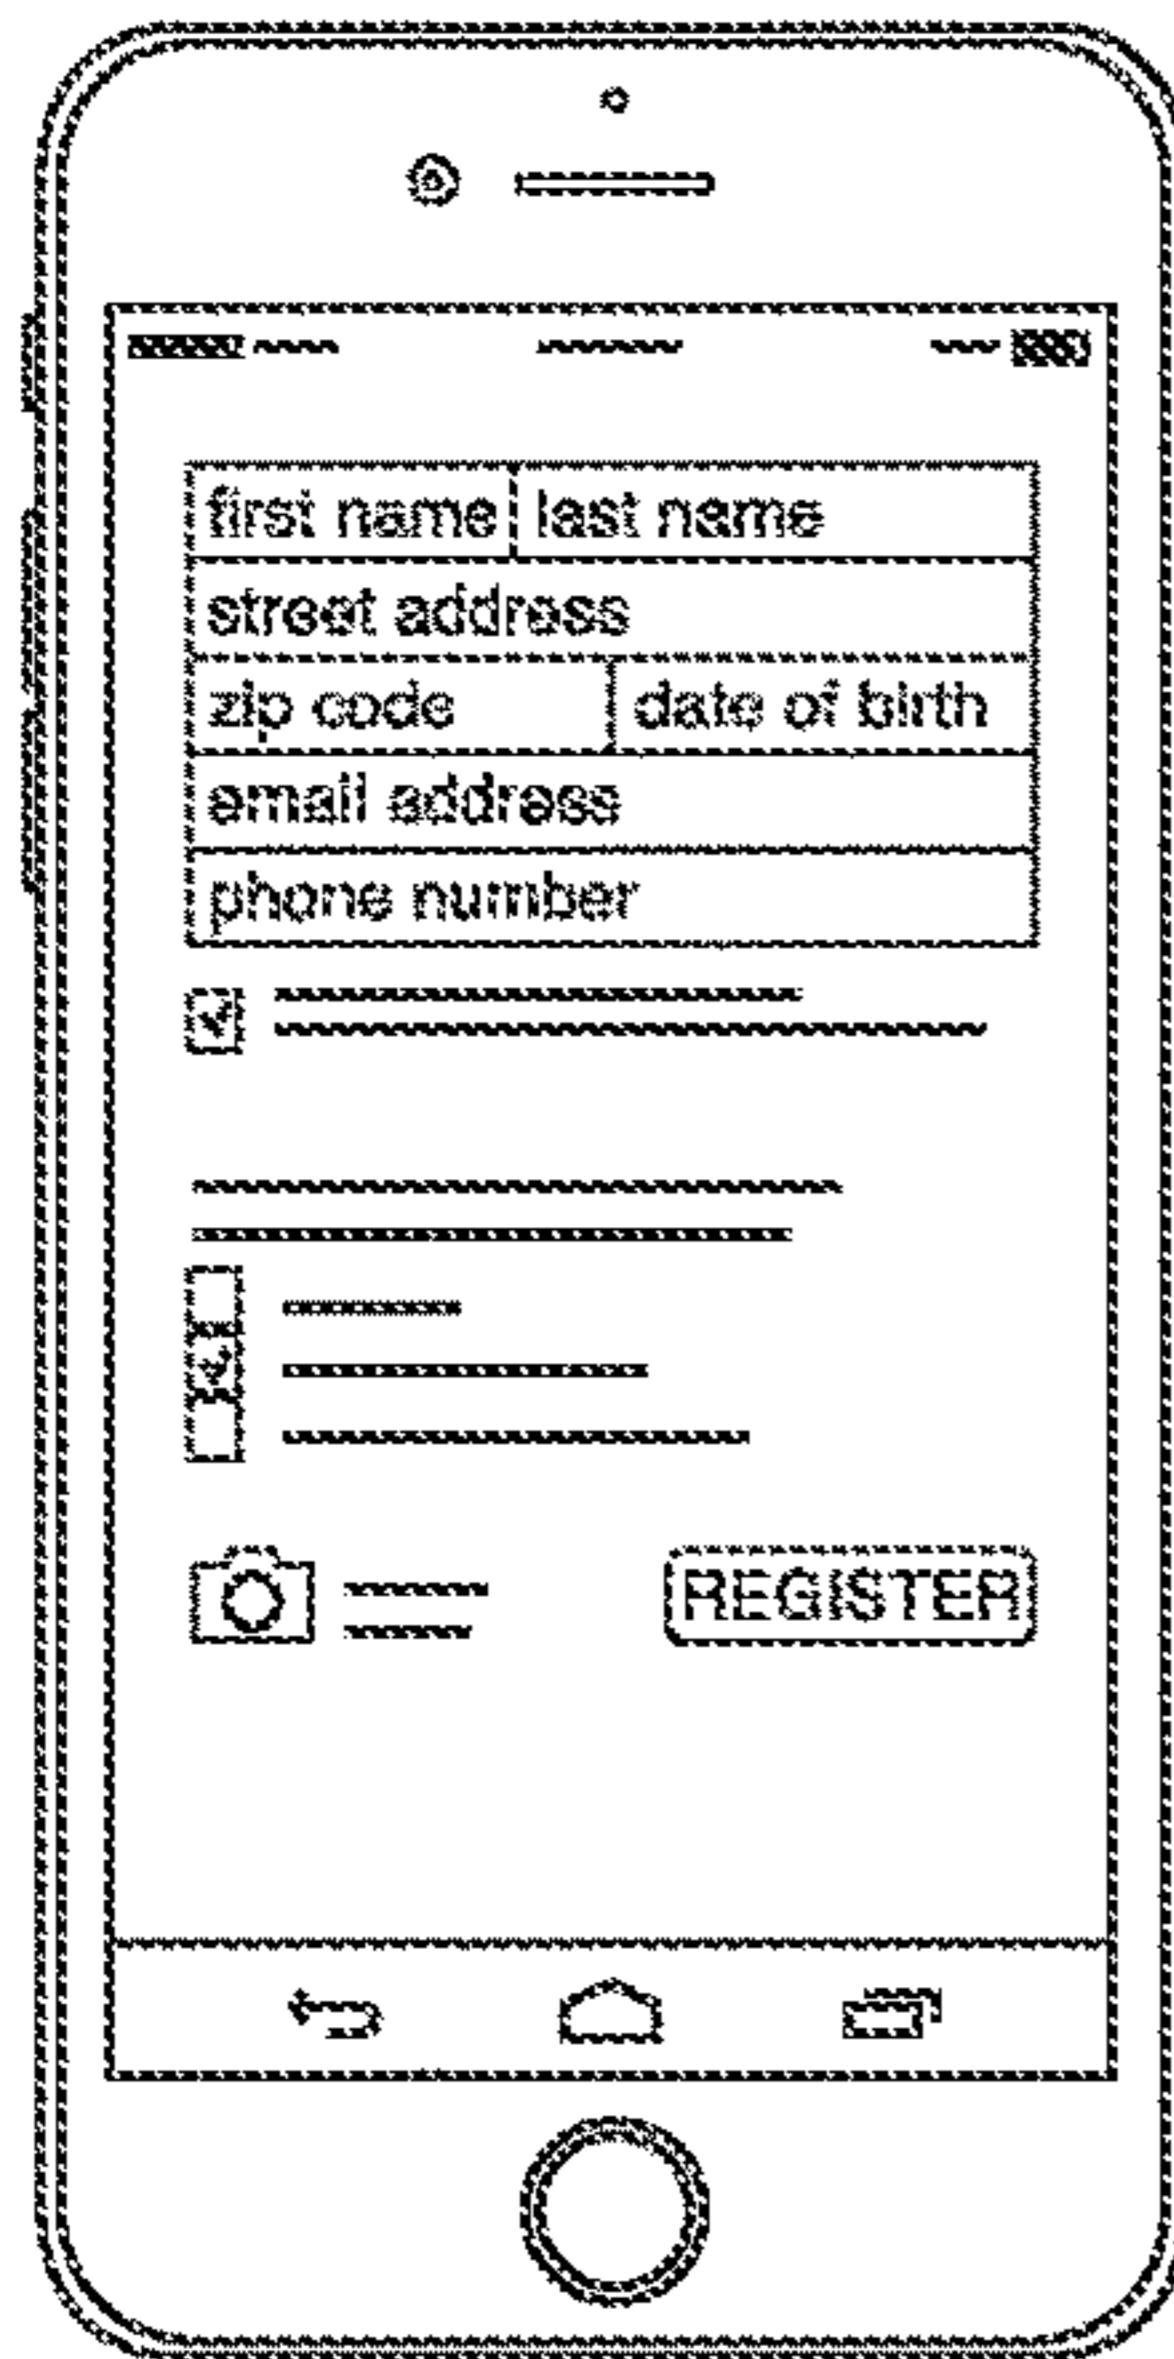 first name last name
street address
zip code date of birth
email address
phone number
REGISTER